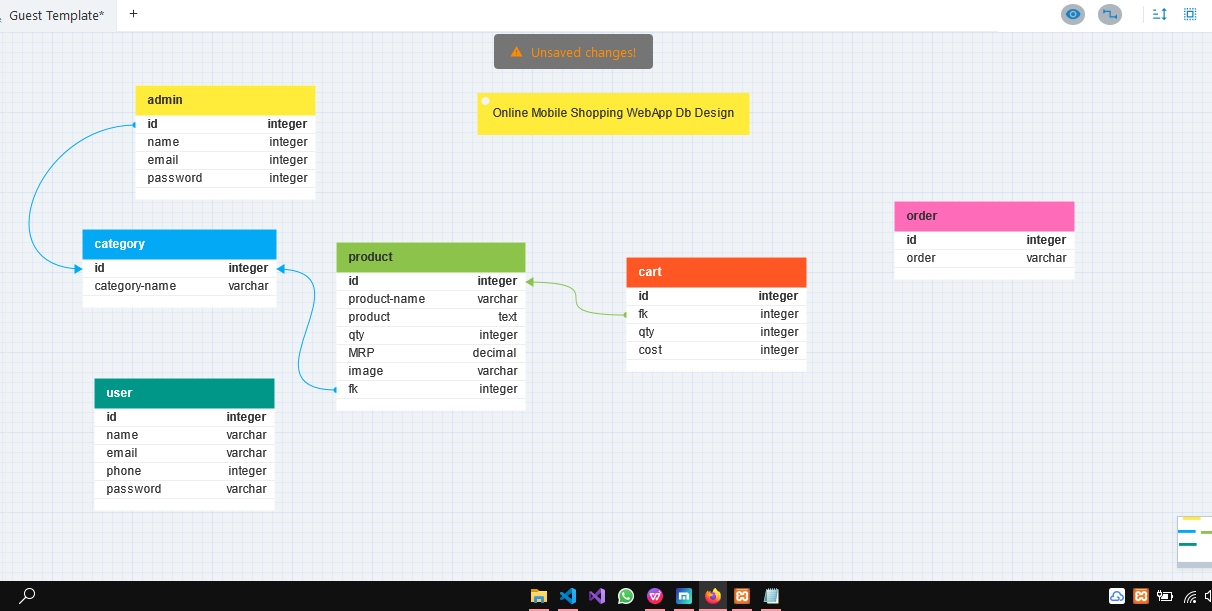 Guest Template* +
Unsaved changes!
Online Mobile Shopping WebApp Db Design
admin
id integer
name integer
email integer
password integer
category
id integer
category-name varchar
product
id integer
product-name varchar
product text
qty integer
MRP decimal
image varchar
fk integer
cart
id integer
fk integer
qty integer
cost integer
order
id integer
order varchar
user
id integer
name varchar
email varchar
phone integer
password varchar